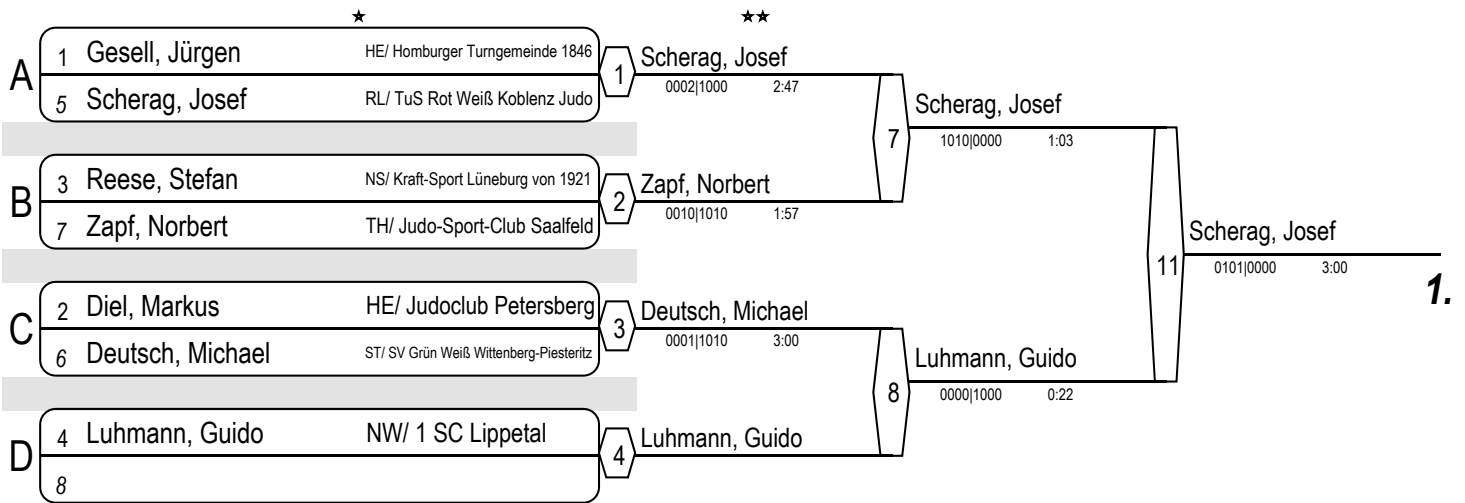 ★ ★★
A
1 Gesell, Jürgen HE/ Homburger Turngemeinde 1846
5 Scherag, Josef RL/ TuS Rot Weiß Koblenz Judo
1
Scherag, Josef
0002|1000 2:47
B
3 Reese, Stefan NS/ Kraft-Sport Lüneburg von 1921
7 Zapf, Norbert TH/ Judo-Sport-Club Saalfeld
2
Zapf, Norbert
0010|1010 1:57
7
Scherag, Josef
1010|0000 1:03
C
2 Diel, Markus HE/ Judoclub Petersberg
6 Deutsch, Michael ST/ SV Grün Weiß Wittenberg-Piesteritz
3
Deutsch, Michael
0001|1010 3:00
D
4 Luhmann, Guido NW/ 1 SC Lippetal
8
4
Luhmann, Guido
8
Luhmann, Guido
0000|1000 0:22
11
Scherag, Josef
0101|0000 3:00
1.